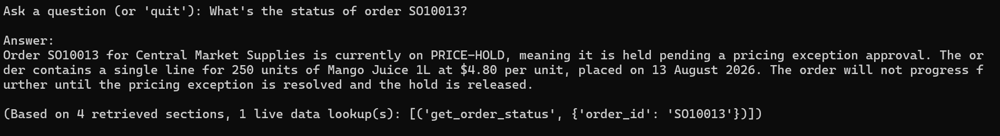 Ask a question (or 'quit'): What's the status of order SO10013?
Answer:
Order SO10013 for Central Market Supplies is currently on PRICE-HOLD, meaning it is held pending a pricing exception approval. The or
der contains a single line for 250 units of Mango Juice 1L at $4.80 per unit, placed on 13 August 2026. The order will not progress f
urther until the pricing exception is resolved and the hold is released.
(Based on 4 retrieved sections, 1 live data lookup(s): [('get_order_status', {'order_id': 'SO10013'})])